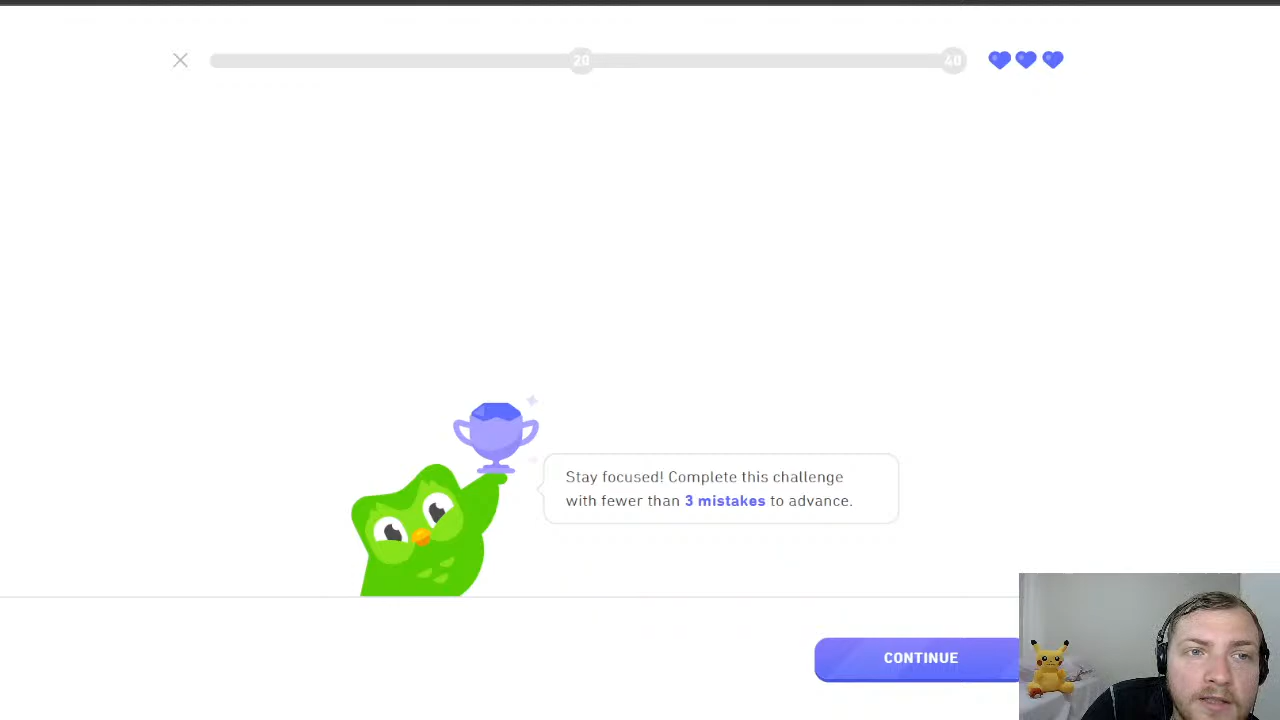 20
40
Stay focused! Complete this challenge
with fewer than 3 mistakes to advance.
CONTINUE